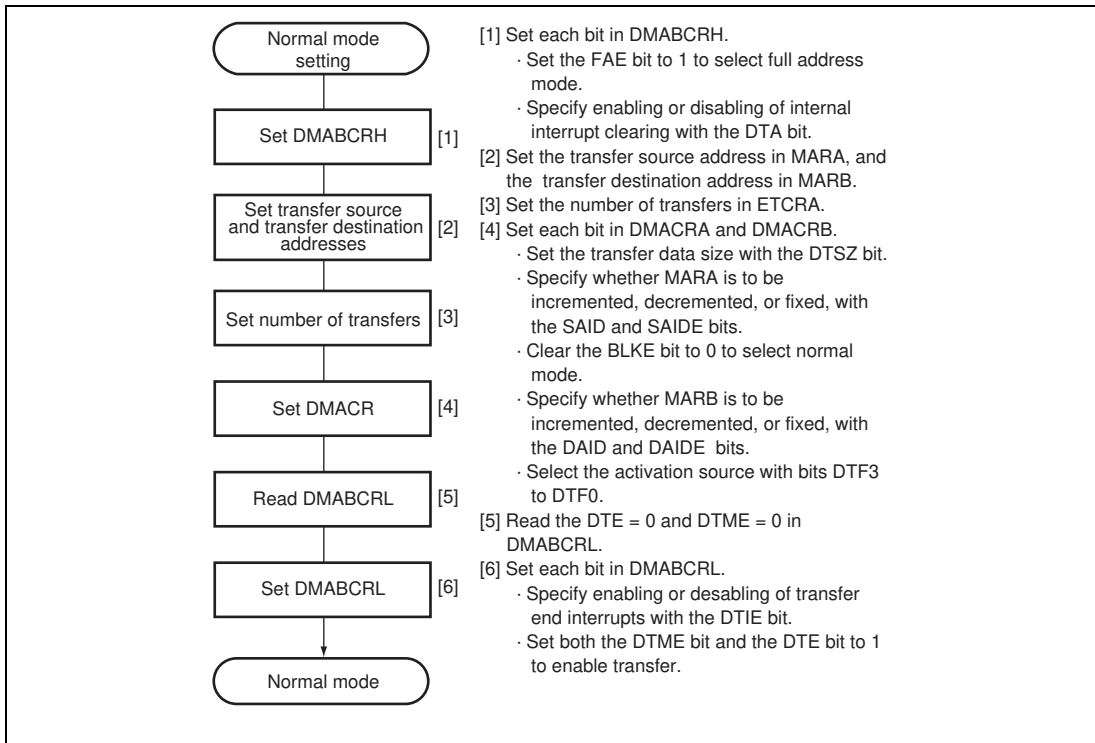 Normal mode
setting
Set DMABCRH
[1]
Set transfer source
and transfer destination
addresses
[2]
Set number of transfers
[3]
Set DMACR
[4]
Read DMABCRL
[5]
Set DMABCRL
[6]
Normal mode
[1] Set each bit in DMABCRH.
· Set the FAE bit to 1 to select full address
mode.
· Specify enabling or disabling of internal
interrupt clearing with the DTA bit.
[2] Set the transfer source address in MARA, and
the transfer destination address in MARB.
[3] Set the number of transfers in ETCRA.
[4] Set each bit in DMACRA and DMACRB.
· Set the transfer data size with the DTSZ bit.
· Specify whether MARA is to be
incremented, decremented, or fixed, with
the SAID and SAIDE bits.
· Clear the BLKE bit to 0 to select normal
mode.
· Specify whether MARB is to be
incremented, decremented, or fixed, with
the DAID and DAIDE bits.
· Select the activation source with bits DTF3
to DTF0.
[5] Read the DTE = 0 and DTME = 0 in
DMABCRL.
[6] Set each bit in DMABCRL.
· Specify enabling or desabling of transfer
end interrupts with the DTIE bit.
· Set both the DTME bit and the DTE bit to 1
to enable transfer.